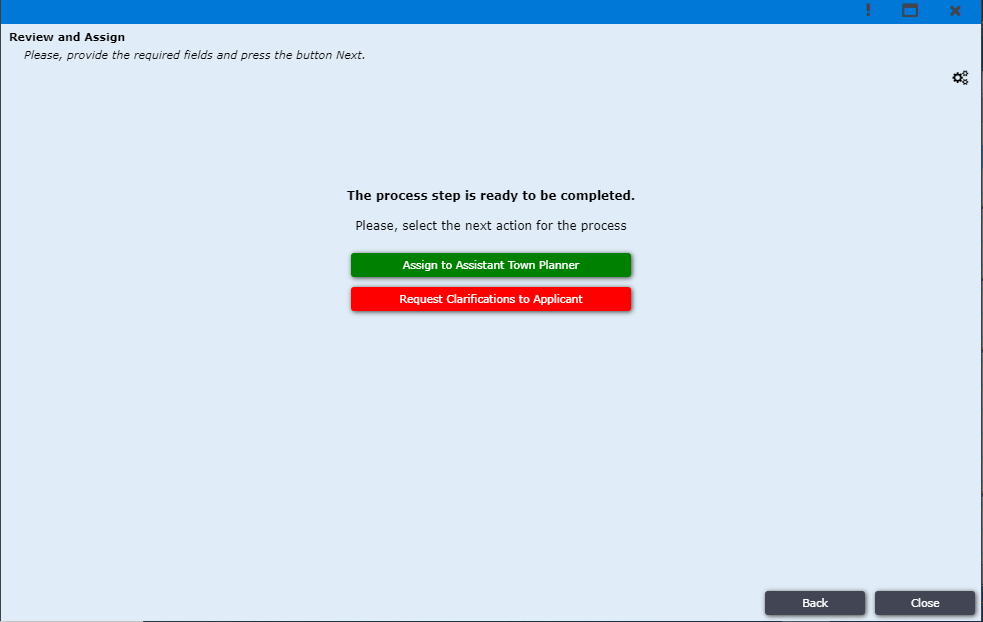 Review and Assign
Please, provide the required fields and press the button Next.
The process step is ready to be completed.
Please, select the next action for the process
Assign to Assistant Town Planner
Request Clarifications to Applicant
Back
Close